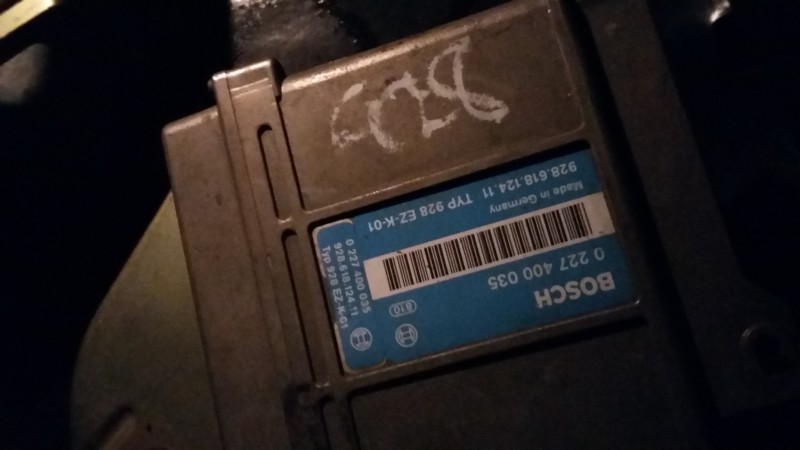 BOSCH
0 227 400 035
Made in Germany
928.618.124.11 TYP 928 EZ-K-01
810
0 227 400 035
928.618.124 11
Typ 928 EZ-K-01